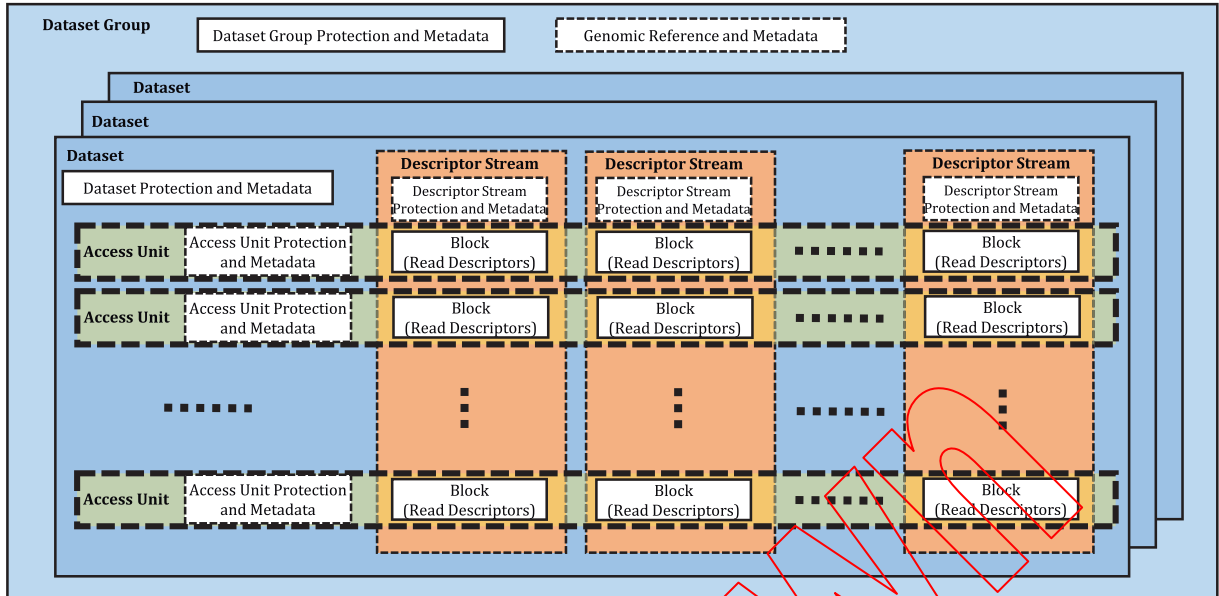 Dataset Group
Dataset Group Protection and Metadata
Genomic Reference and Metadata
Dataset
Dataset
Dataset
Dataset Protection and Metadata
Descriptor Stream
Descriptor Stream
Protection and Metadata
Descriptor Stream
Descriptor Stream
Protection and Metadata
Descriptor Stream
Descriptor Stream
Protection and Metadata
Access Unit
Access Unit Protection
and Metadata
Block
(Read Descriptors)
Block
(Read Descriptors)
Block
(Read Descriptors)
Access Unit
Access Unit Protection
and Metadata
Block
(Read Descriptors)
Block
(Read Descriptors)
Block
(Read Descriptors)
Access Unit
Access Unit Protection
and Metadata
Block
(Read Descriptors)
Block
(Read Descriptors)
Block
(Read Descriptors)